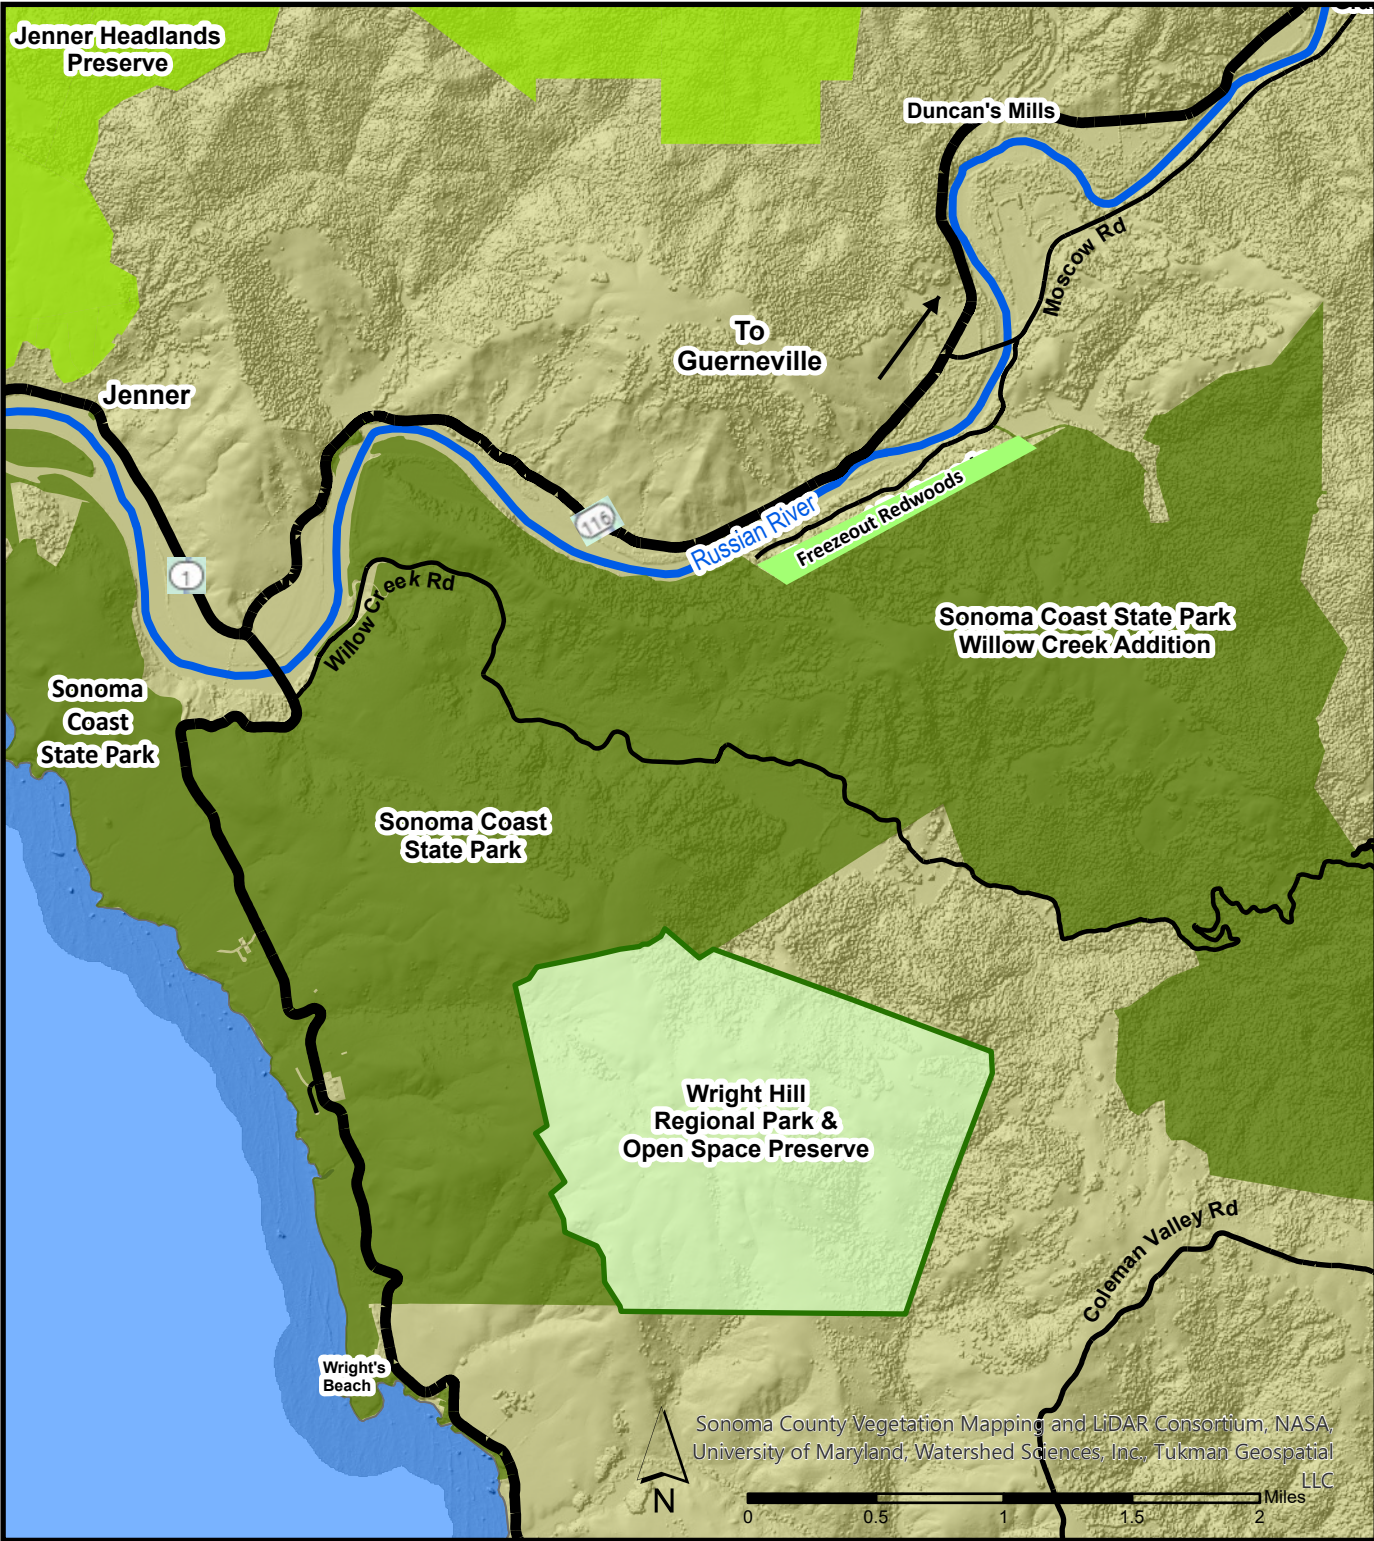 Jenner Headlands
Preserve
Duncan's Mills
Moscow Rd
To
Guerneville
Jenner
116
Russian River
Freezeout Redwoods
1
Willow Creek Rd
Sonoma Coast State Park
Willow Creek Addition
Sonoma
Coast
State Park
Sonoma Coast
State Park
Wright Hill
Regional Park &
Open Space Preserve
Coleman Valley Rd
Wright's
Beach
Sonoma County Vegetation Mapping and LiDAR Consortium, NASA,
University of Maryland, Watershed Sciences, Inc., Tukman Geospatial
LLC
N
Miles
0 0.5 1 1.5 2